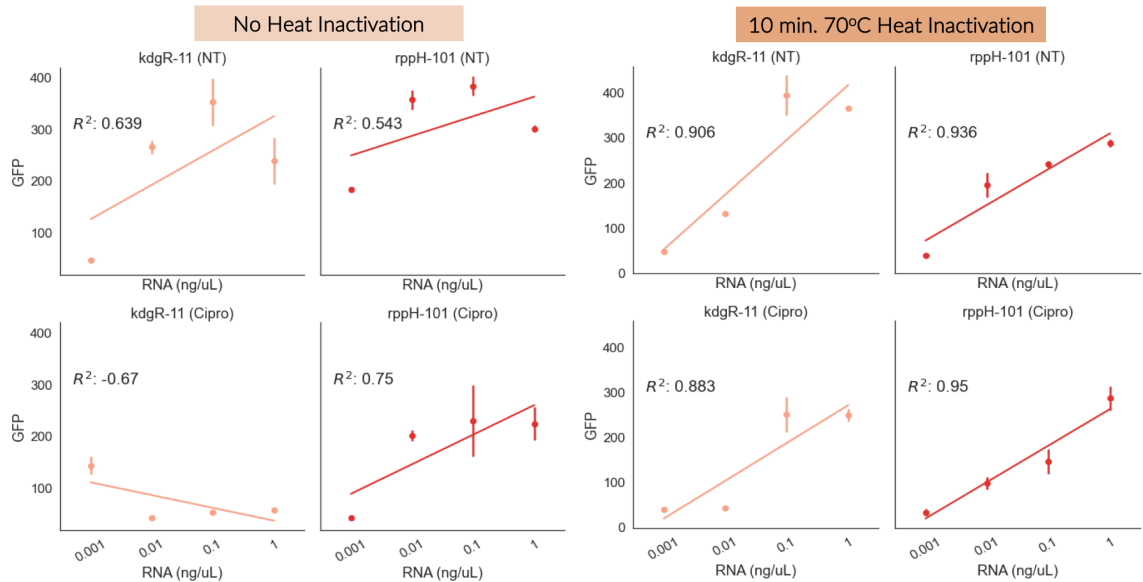 No Heat Inactivation
10 min. 70°C Heat Inactivation
kdgR-11 (NT)
rppH-101 (NT)
400
300
200
100
GFP
R²: 0.639
R²: 0.543
RNA (ng/uL)
RNA (ng/uL)
kdgR-11 (Cipro)
rppH-101 (Cipro)
400
300
200
100
GFP
R²: -0.67
R²: 0.75
0.001
0.01
0.1
1
0.001
0.01
0.1
1
RNA (ng/uL)
RNA (ng/uL)
kdgR-11 (NT)
rppH-101 (NT)
400
300
200
100
0
GFP
R²: 0.906
R²: 0.936
RNA (ng/uL)
RNA (ng/uL)
kdgR-11 (Cipro)
rppH-101 (Cipro)
400
300
200
100
0
GFP
R²: 0.883
R²: 0.95
0.001
0.01
0.1
1
0.001
0.01
0.1
1
RNA (ng/uL)
RNA (ng/uL)